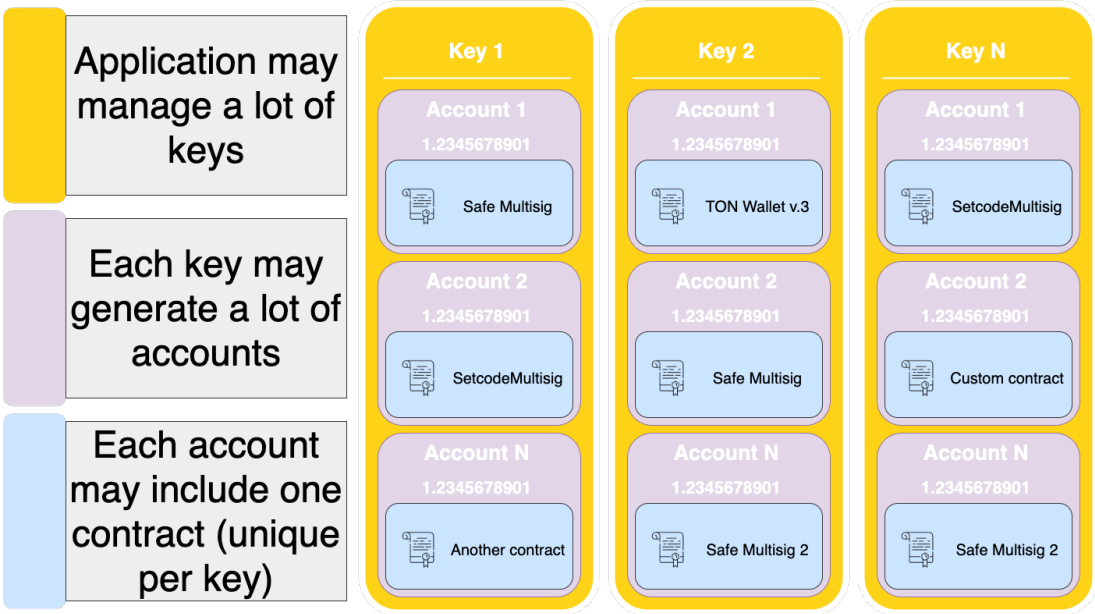 Application may
manage a lot of
keys
Each key may
generate a lot of
accounts
Each account
may include one
contract (unique
per key)
Key 1
Account 1
1.2345678901
Safe Multisig
Account 2
1.2345678901
SetcodeMultisig
Account N
1.2345678901
Another contract
Key 2
Account 1
1.2345678901
TON Wallet v.3
Account 2
1.2345678901
Safe Multisig
Account N
1.2345678901
Safe Multisig 2
Key N
Account 1
1.2345678901
SetcodeMultisig
Account 2
1.2345678901
Custom contract
Account N
1.2345678901
Safe Multisig 2